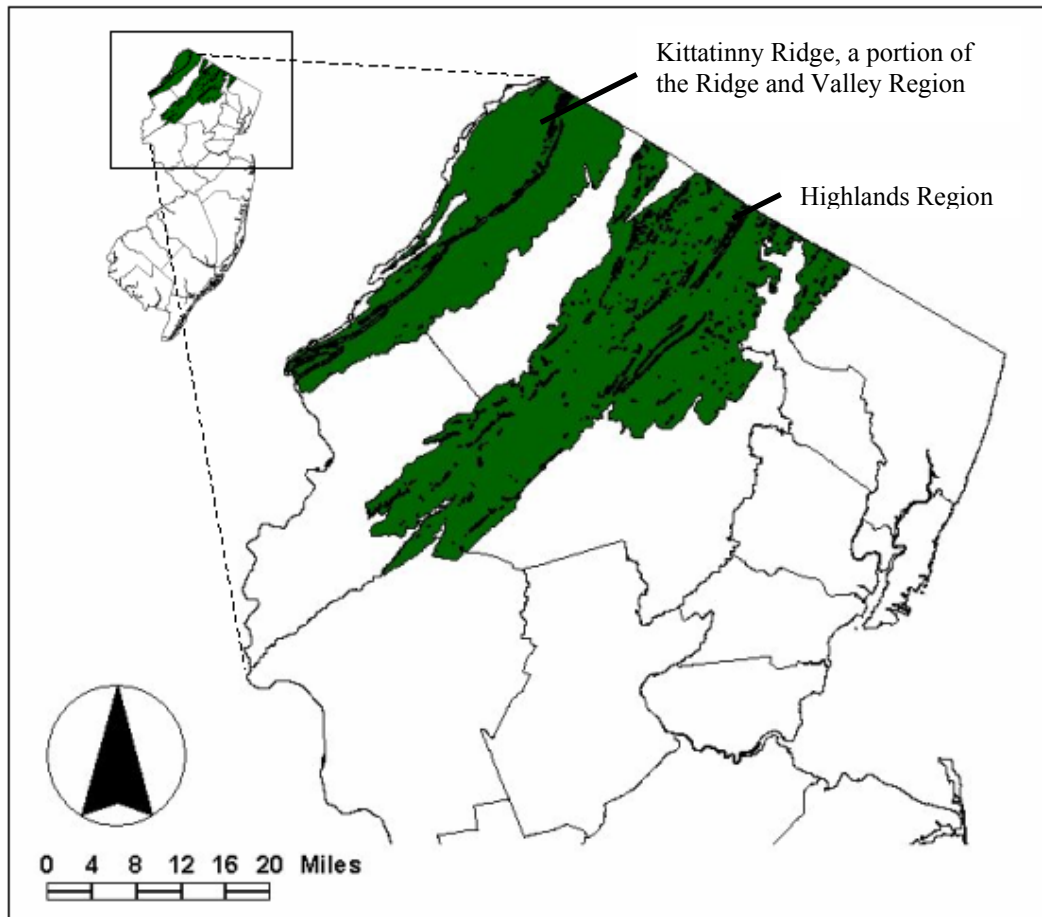 Kittatinny Ridge, a portion of
the Ridge and Valley Region
Highlands Region
0 4 8 12 16 20 Miles